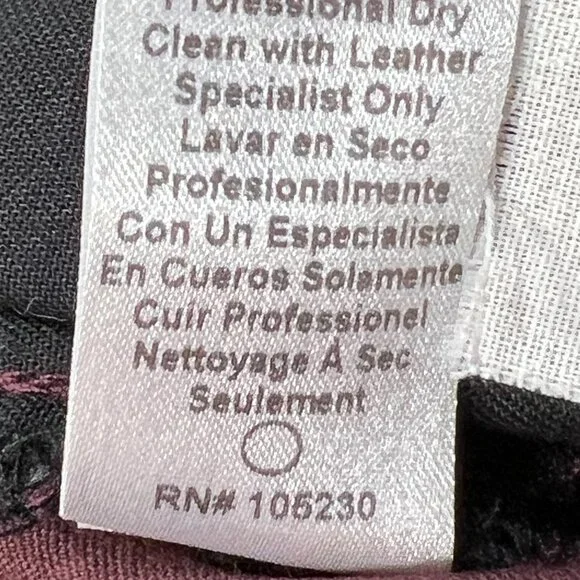 Professional Dry
Clean with Leather
Specialist Only
Lavar en Seco
Profesionalmente
Con Un Especialista
En Cueros Solamente
Cuir Professionel
Nettoyage À Sec
Seulement
RN# 105230